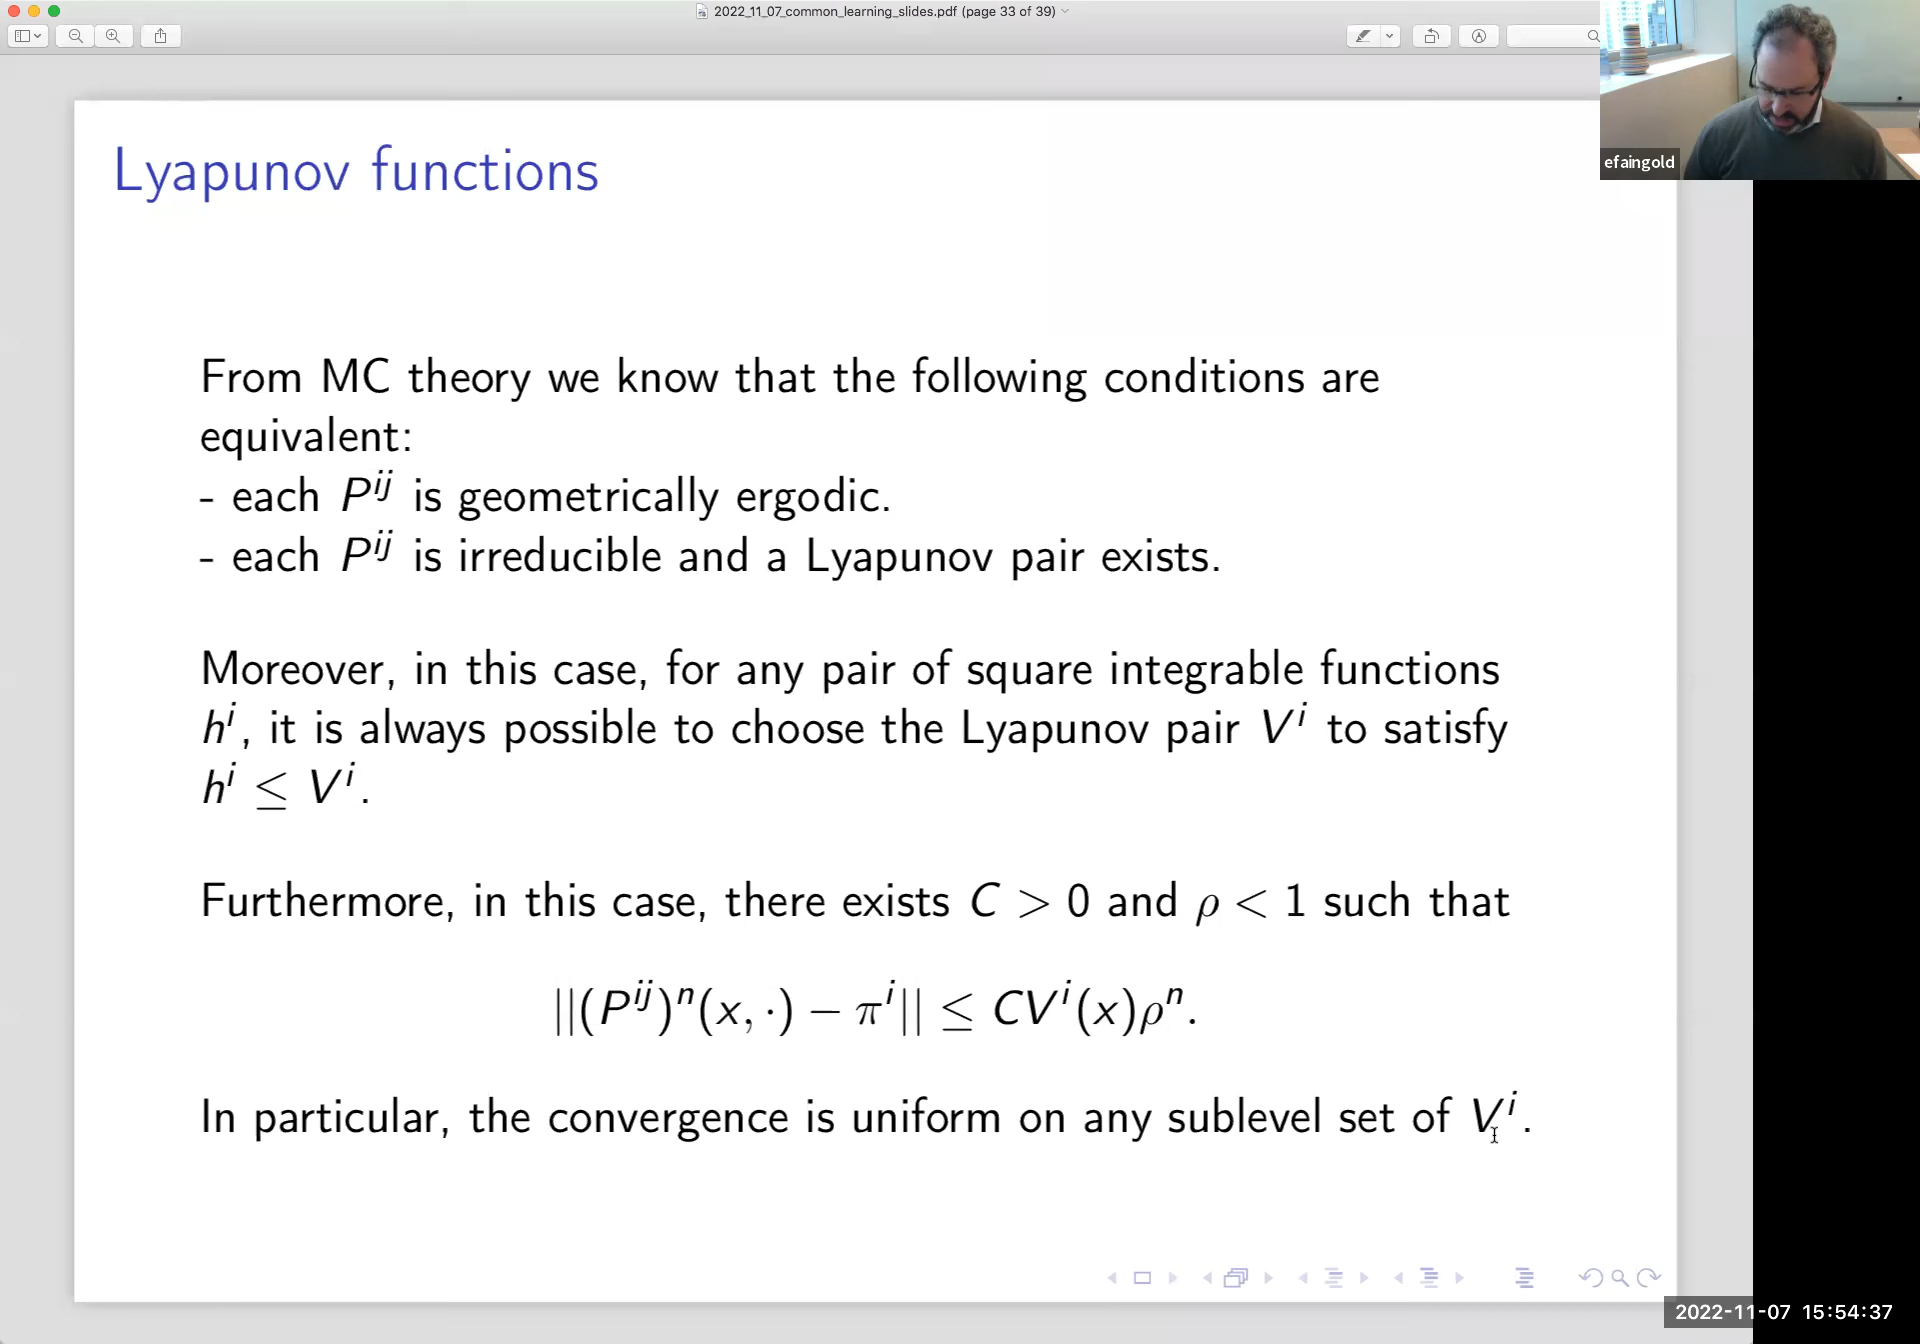 2022_11_07_common_learning_slides.pdf (page 33 of 39)
efaingold
Lyapunov functions
From MC theory we know that the following conditions are
equivalent:
- each P^{ij} is geometrically ergodic.
- each P^{ij} is irreducible and a Lyapunov pair exists.
Moreover, in this case, for any pair of square integrable functions
h^i, it is always possible to choose the Lyapunov pair V^i to satisfy
h^i ≤ V^i.
Furthermore, in this case, there exists C > 0 and ρ < 1 such that
||(P^{ij})^n(x, ·) − π^i|| ≤ CV^i(x)ρ^n.
In particular, the convergence is uniform on any sublevel set of V^i.
2022-11-07 15:54:37